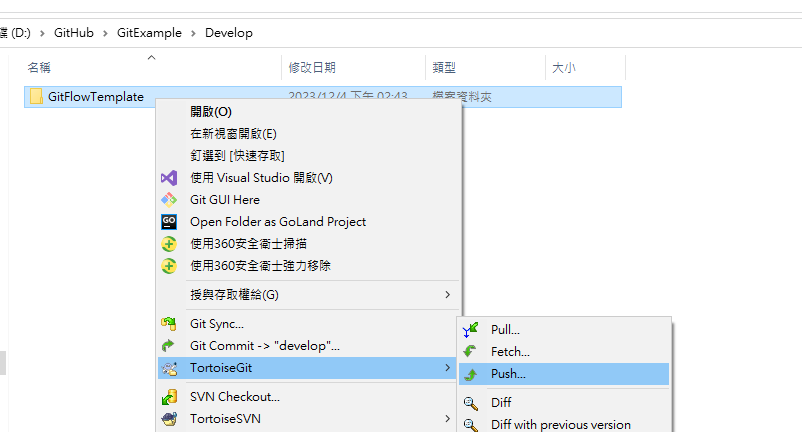 檔 (D:) › GitHub › GitExample › Develop
名稱 修改日期 類型 大小
GitFlowTemplate 2023/12/4 下午 02:43 檔案資料夾
開啟(O)
在新視窗開啟(E)
釘選到 [快速存取]
使用 Visual Studio 開啟(V)
Git GUI Here
GO Open Folder as GoLand Project
使用360安全衛士掃描
使用360安全衛士強力移除
授與存取權給(G)
Git Sync...
Git Commit -> "develop"...
TortoiseGit
SVN Checkout...
TortoiseSVN
Pull...
Fetch...
Push...
Diff
Diff with previous version